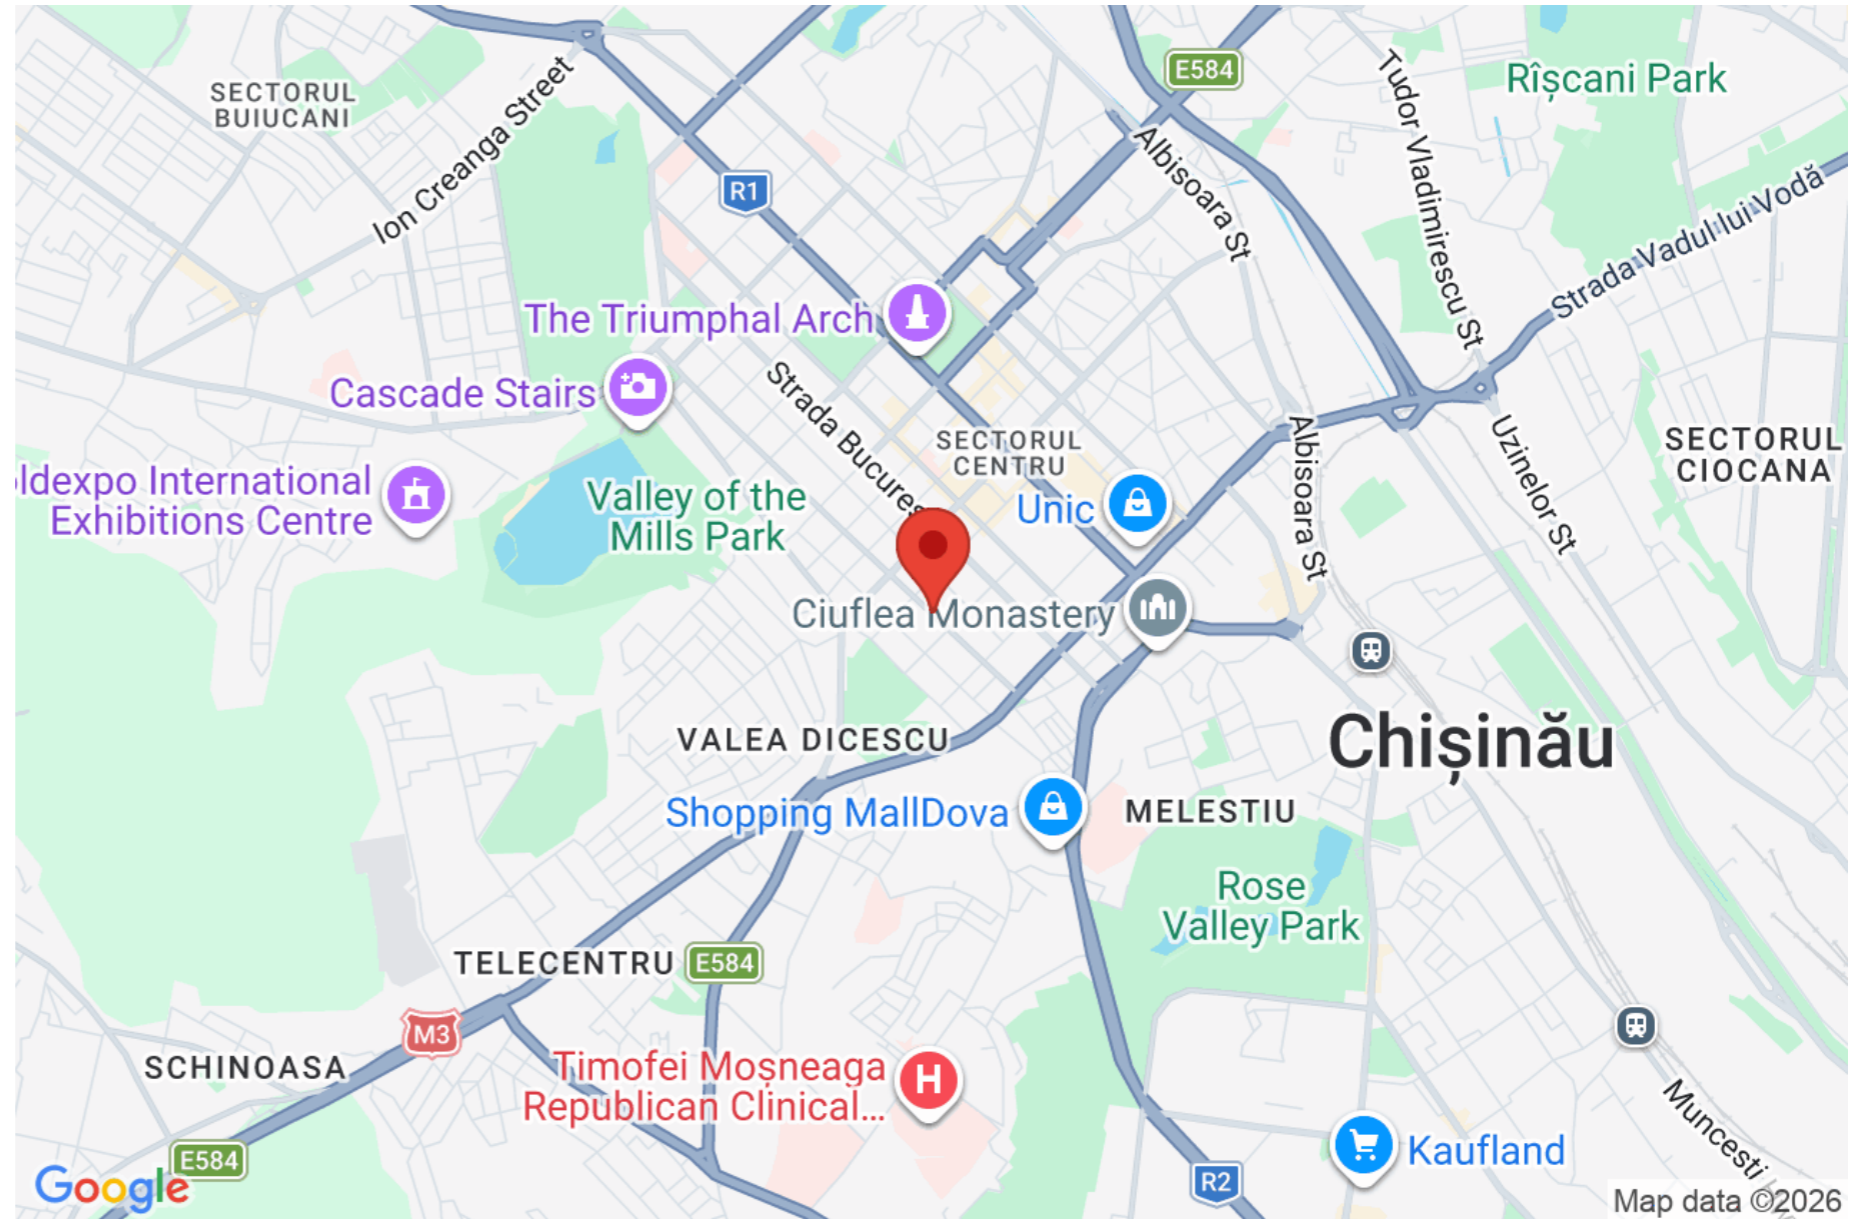 SECTORUL
BUIUCANI
Ion Creanga Street
E584
Rîșcani Park
Tudor Vladimirescu St
Albisoara St
R1
Strada Vadul lui Vodă
The Triumphal Arch
Cascade Stairs
Strada Bucures
SECTORUL
CENTRU
Albisoara St
Uzinelor St
SECTORUL
CIOCANA
ldexpo International
Exhibitions Centre
Valley of the
Mills Park
Unic
Ciuflea Monastery
VALEA DICESCU
Chișinău
Shopping MallDova
MELESTIU
Rose
Valley Park
TELECENTRU
E584
M3
SCHINOASA
Timofei Moșneaga
Republican Clinical...
H
Kaufland
Muncesti
E584
R2
Google
Map data ©2026